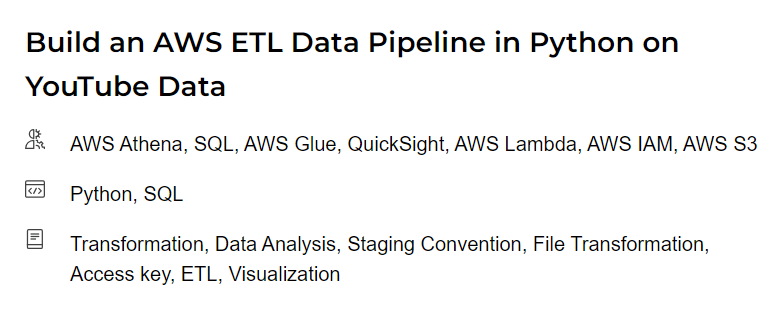 Build an AWS ETL Data Pipeline in Python on
YouTube Data
AWS Athena, SQL, AWS Glue, QuickSight, AWS Lambda, AWS IAM, AWS S3
Python, SQL
Transformation, Data Analysis, Staging Convention, File Transformation,
Access key, ETL, Visualization